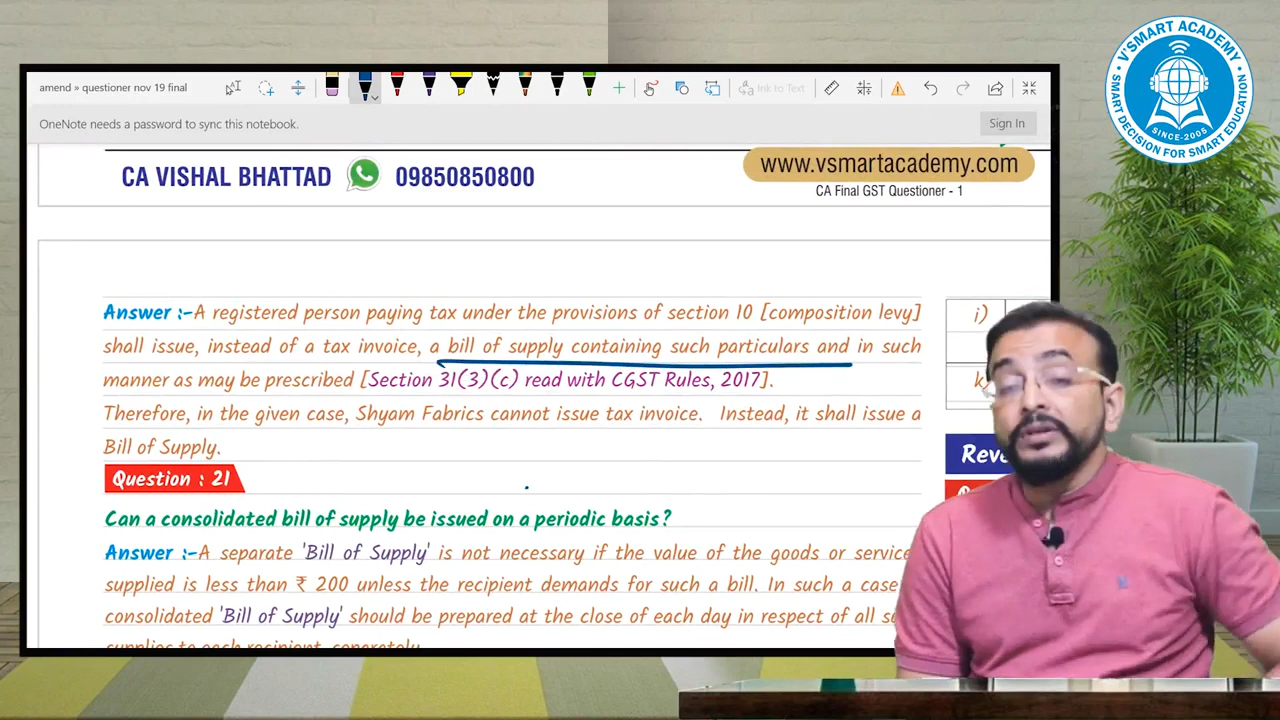 amend » questioner nov 19 final
Ink to Text
OneNote needs a password to sync this notebook.
Sign In
V'SMART ACADEMY
SINCE-2005
SMART DECISION FOR SMART EDUCATION
CA VISHAL BHATTAD 09850850800
www.vsmartacademy.com
CA Final GST Questioner - 1
Answer :-A registered person paying tax under the provisions of section 10 [composition levy]
shall issue, instead of a tax invoice, a bill of supply containing such particulars and in such
manner as may be prescribed [Section 31(3)(c) read with CGST Rules, 2017].
Therefore, in the given case, Shyam Fabrics cannot issue tax invoice. Instead, it shall issue a
Bill of Supply.
i)
k)
Question : 21
Can a consolidated bill of supply be issued on a periodic basis?
Answer :-A separate 'Bill of Supply' is not necessary if the value of the goods or service
supplied is less than ₹ 200 unless the recipient demands for such a bill. In such a case
consolidated 'Bill of Supply' should be prepared at the close of each day in respect of all
supplies to each recipient, separately